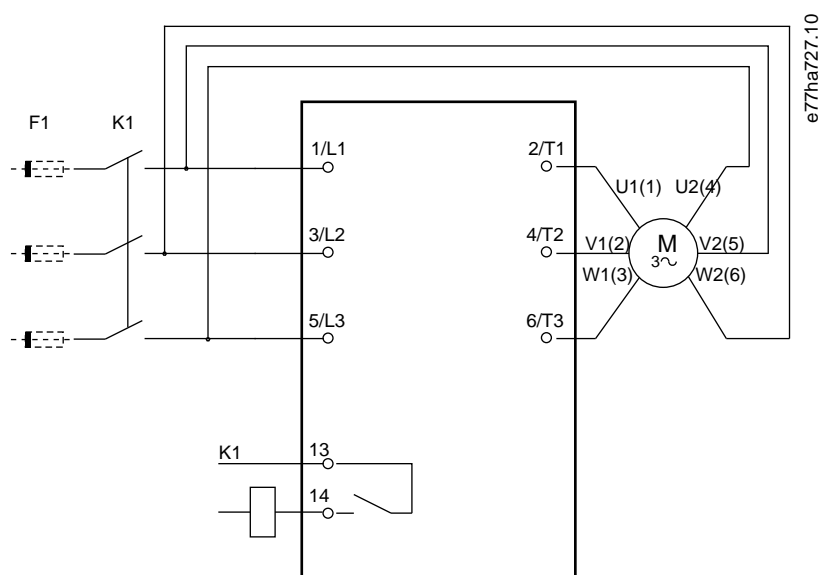 e77ha727.10
F1
K1
1/L1
2/T1
U1(1)
U2(4)
3/L2
4/T2
V1(2)
M
3~
V2(5)
W1(3)
W2(6)
5/L3
6/T3
K1
13
14